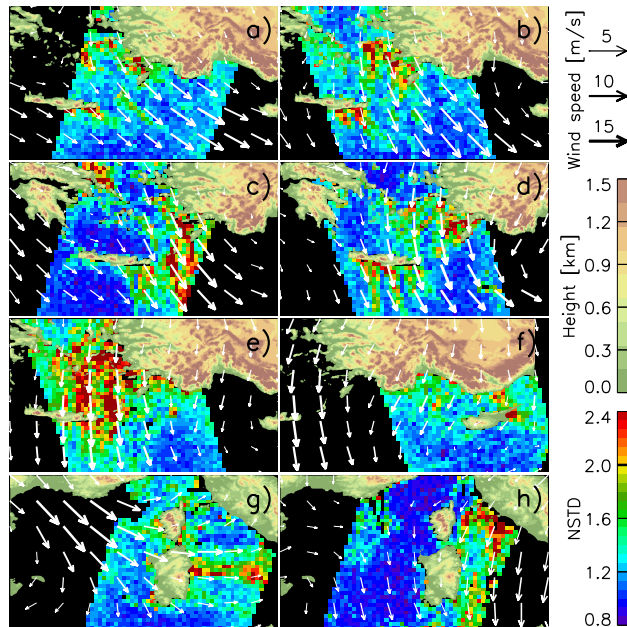 a)
b)
c)
d)
e)
f)
g)
h)
5
10
15
Wind speed [m/s]
1.5
1.2
0.9
0.6
0.3
0.0
Height [km]
2.4
2.0
1.6
1.2
0.8
NSTD